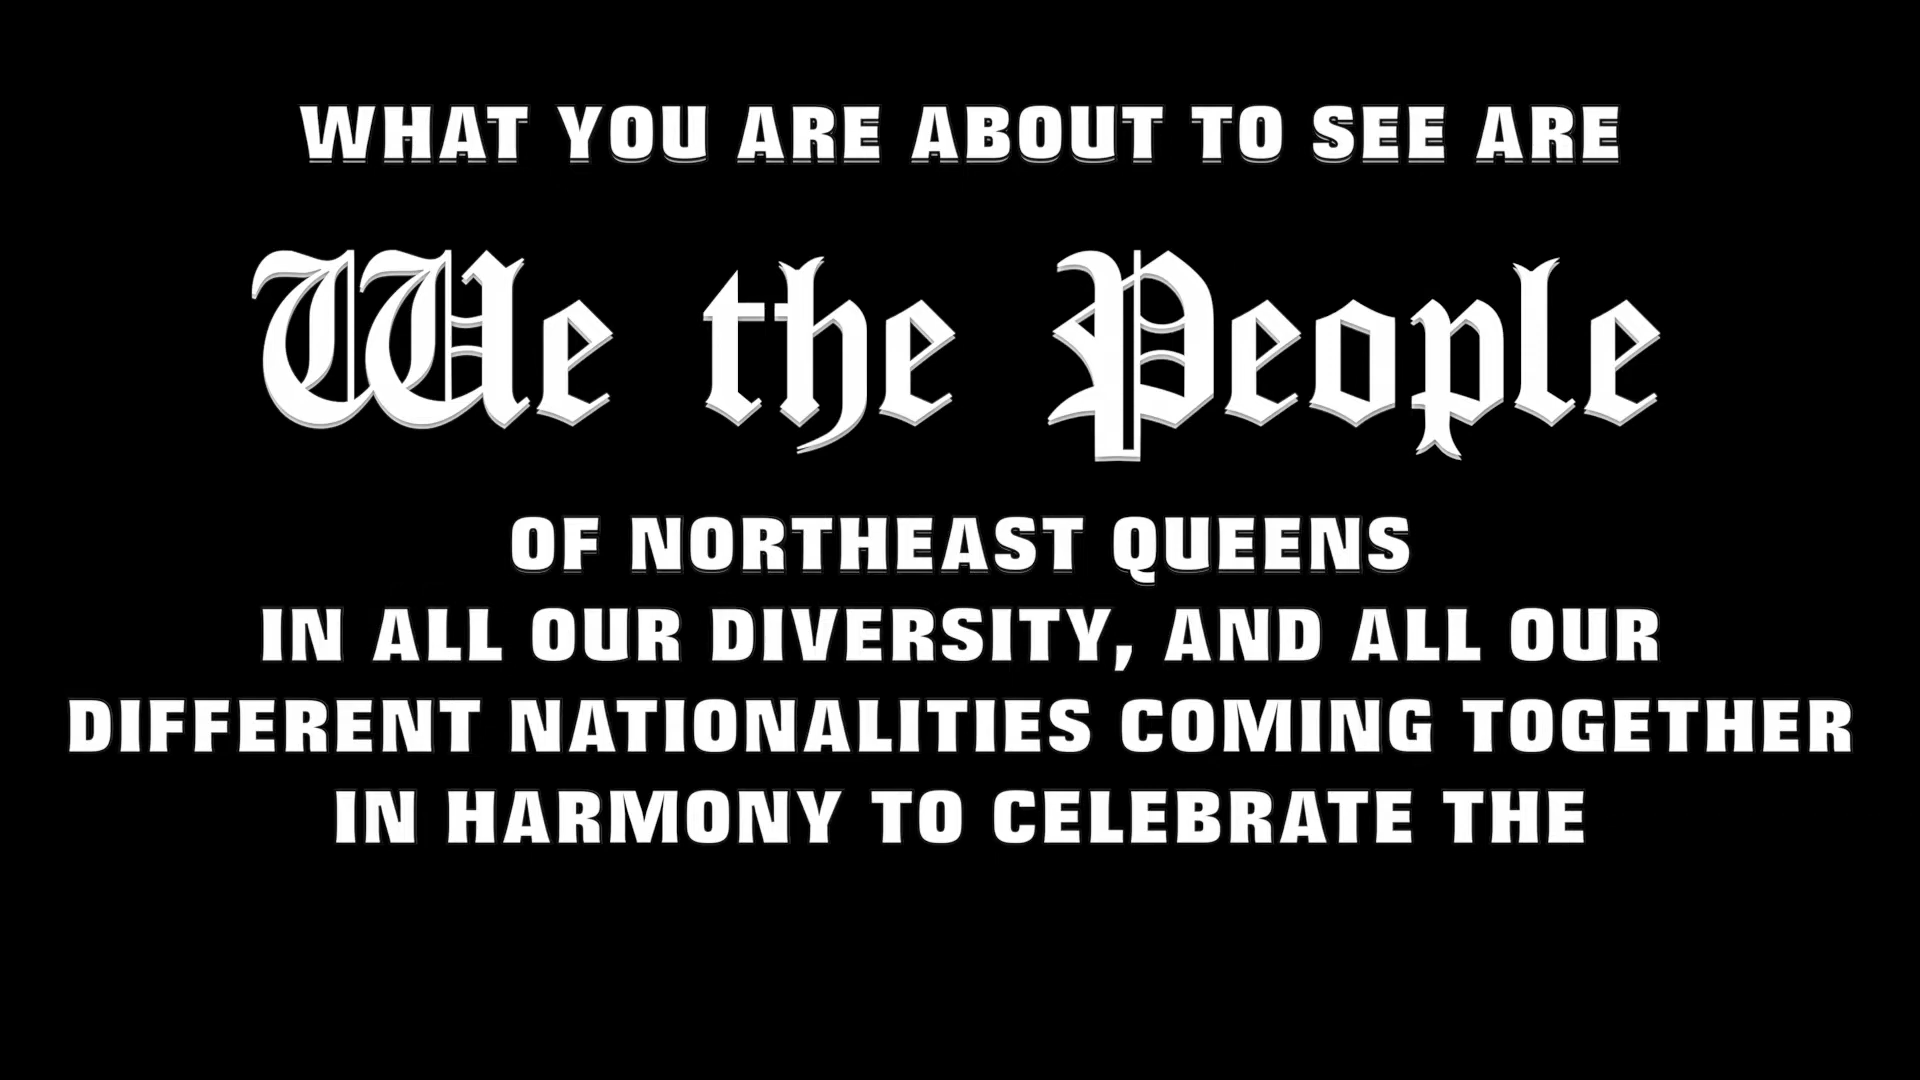 WHAT YOU ARE ABOUT TO SEE ARE
We the People
OF NORTHEAST QUEENS
IN ALL OUR DIVERSITY, AND ALL OUR
DIFFERENT NATIONALITIES COMING TOGETHER
IN HARMONY TO CELEBRATE THE